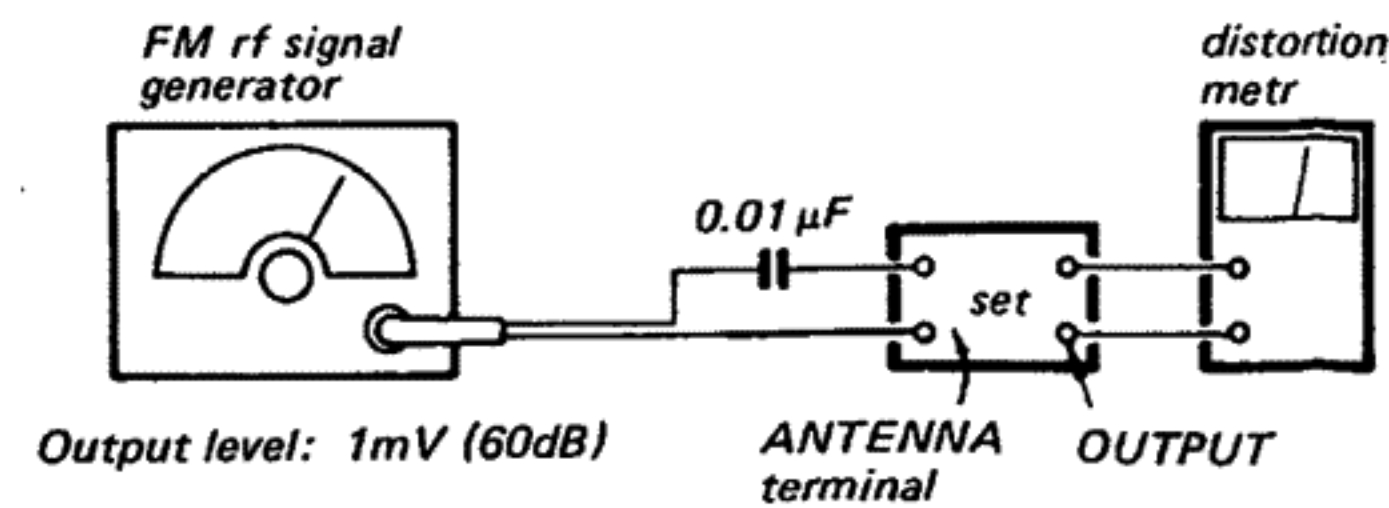 FM rf signal
generator
distortion
metr
0.01 µF
set
Output level: 1mV (60dB)
ANTENNA
terminal
OUTPUT